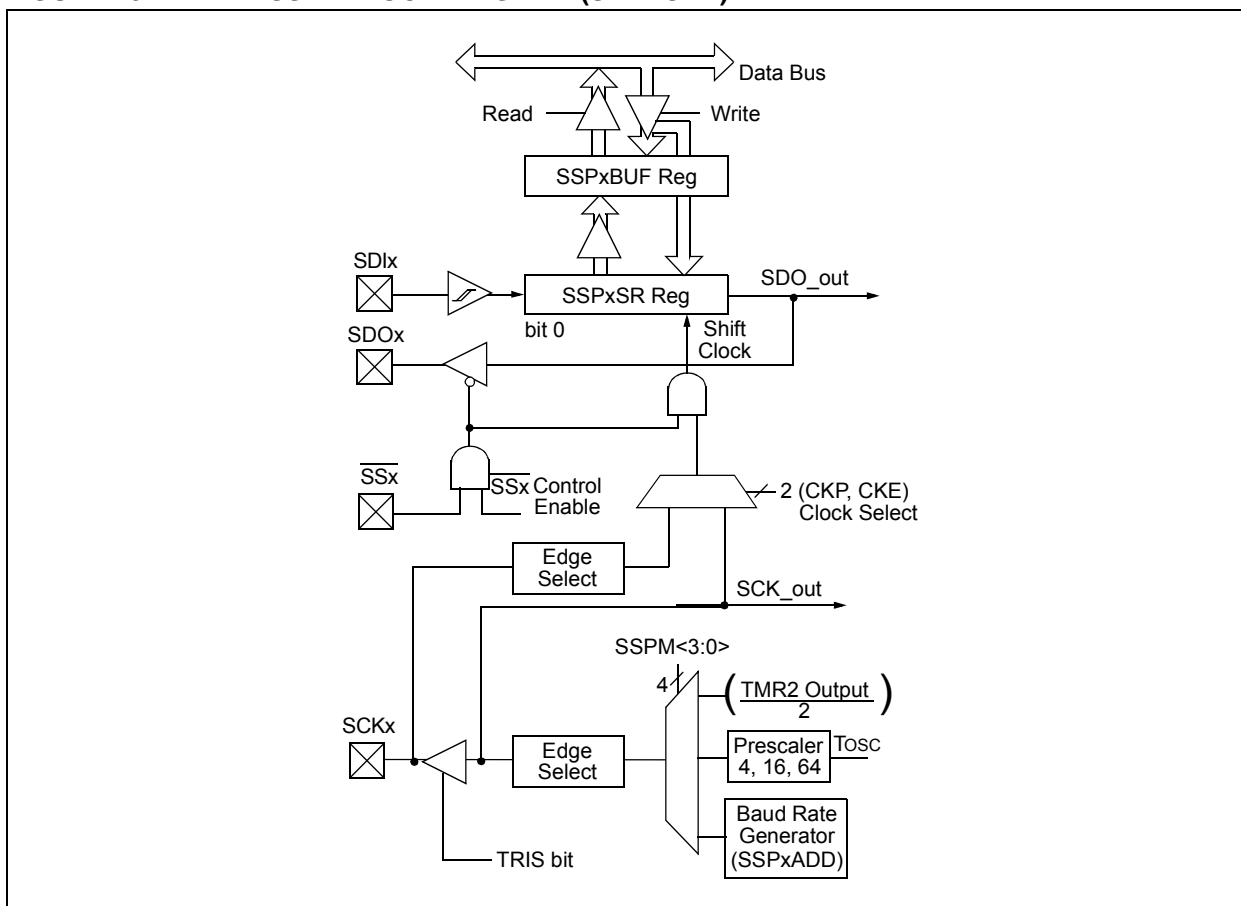 Data Bus
Read
Write
SSPxBUF Reg
SDIx
SSPxSR Reg
SDO_out
bit 0
Shift
Clock
SDOx
SSx
SSx Control
Enable
2 (CKP, CKE)
Clock Select
Edge
Select
SCK_out
SSPM<3:0>
4
(TMR2 Output)
2
SCKx
Edge
Select
Prescaler
4, 16, 64
TOSC
Baud Rate
Generator
(SSPxADD)
TRIS bit